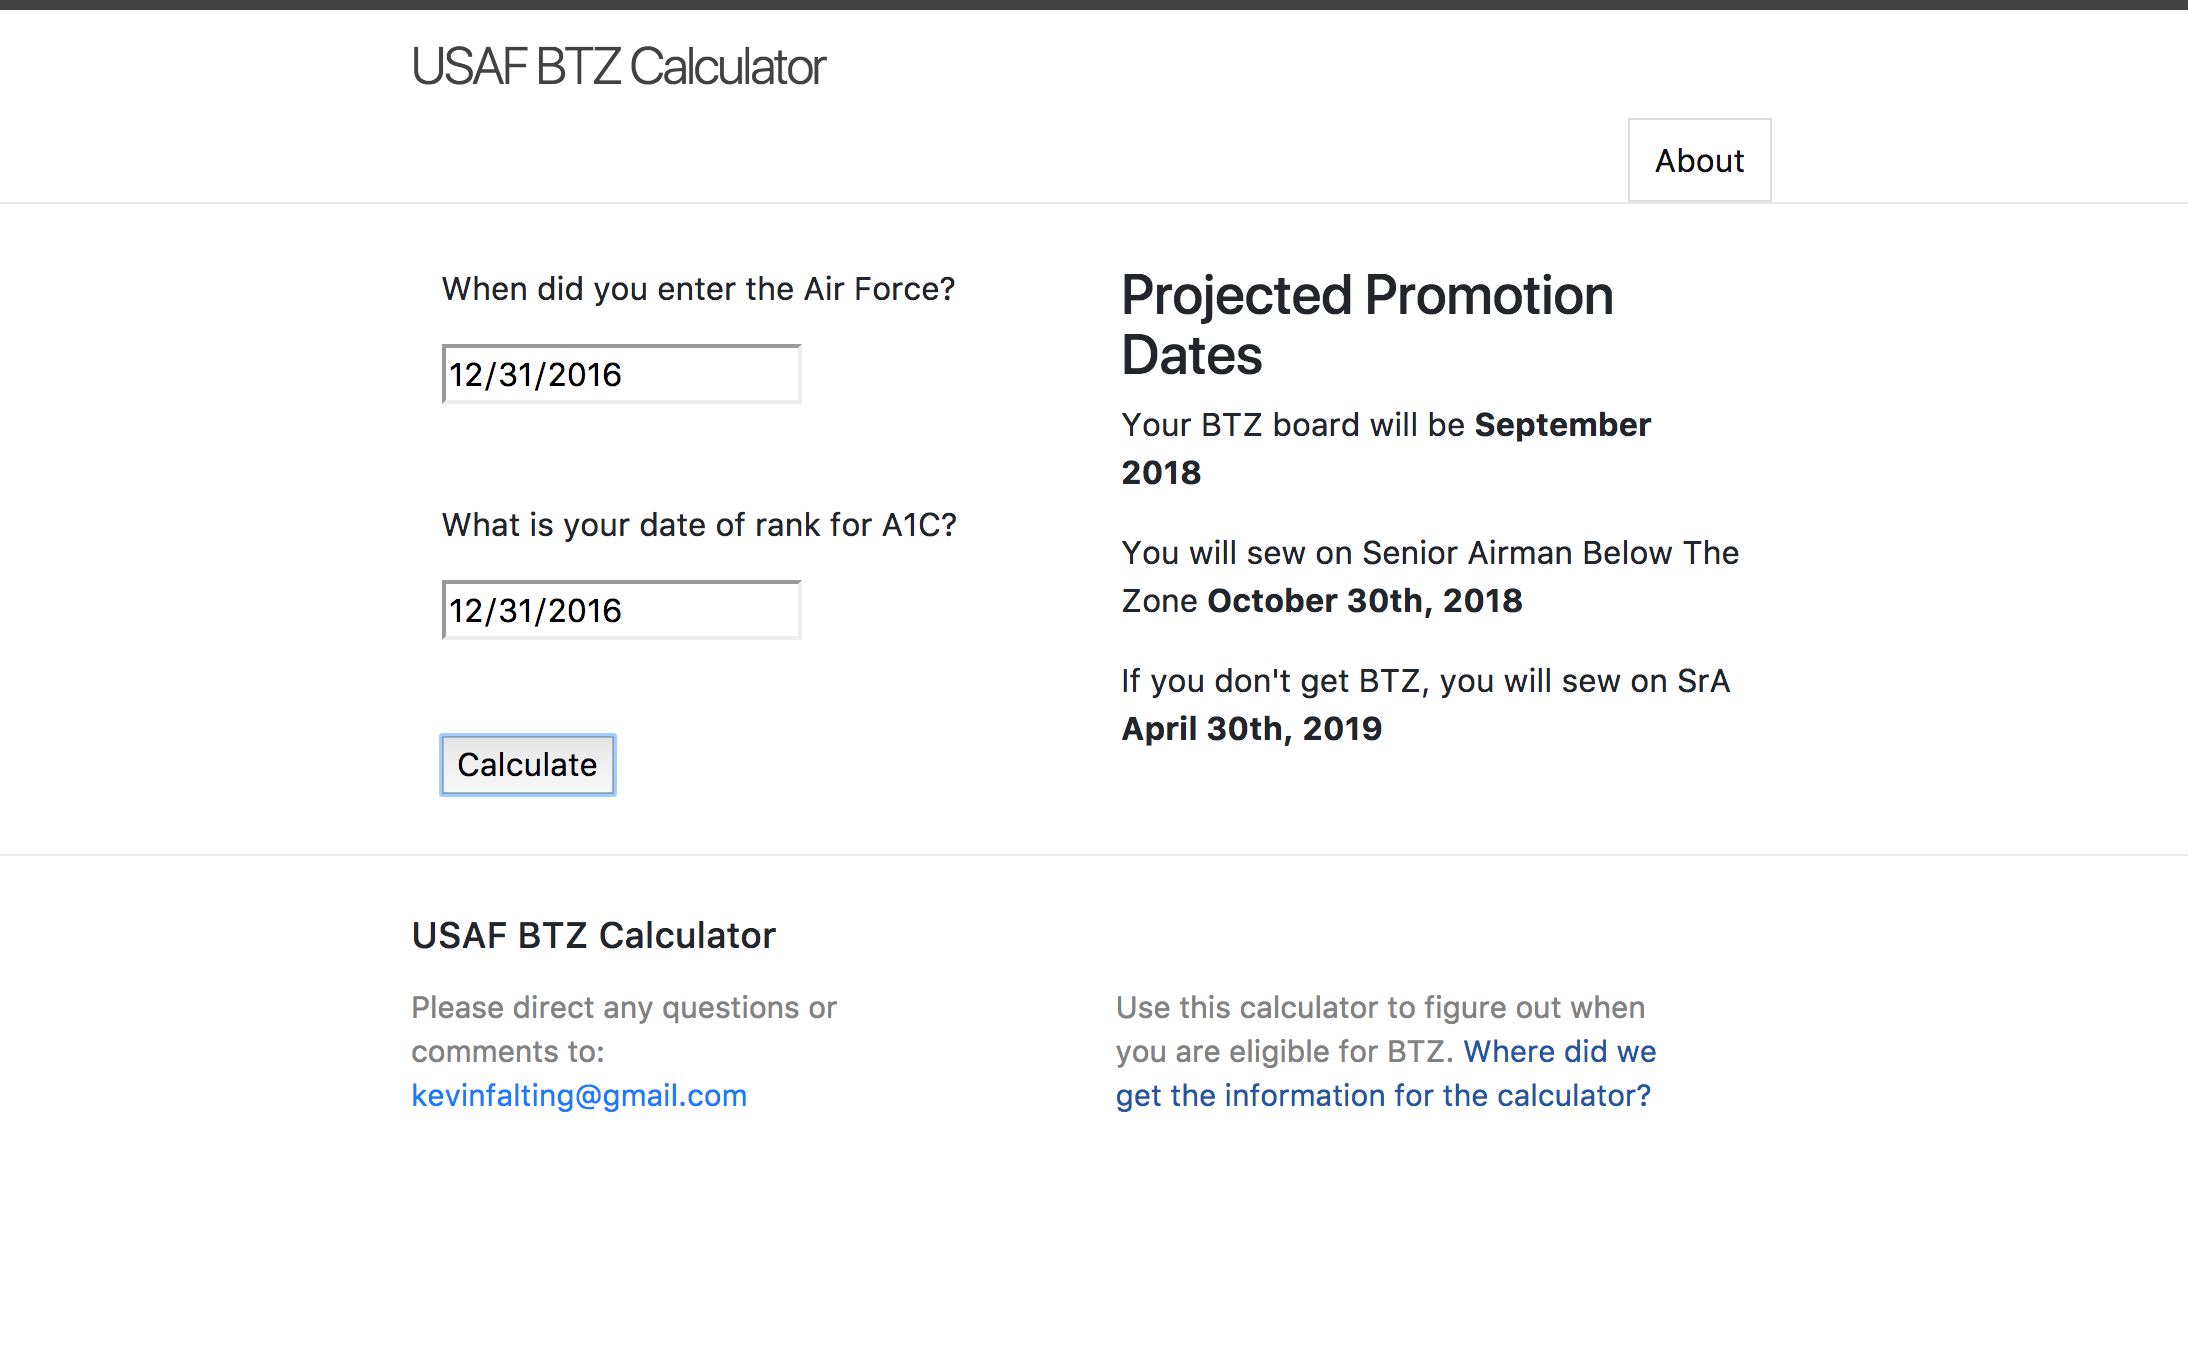 USAF BTZ Calculator
About
When did you enter the Air Force?
12/31/2016
What is your date of rank for A1C?
12/31/2016
Calculate
Projected Promotion
Dates
Your BTZ board will be September
2018
You will sew on Senior Airman Below The
Zone October 30th, 2018
If you don't get BTZ, you will sew on SrA
April 30th, 2019
USAF BTZ Calculator
Please direct any questions or
comments to:
kevinfalting@gmail.com
Use this calculator to figure out when
you are eligible for BTZ. Where did we
get the information for the calculator?